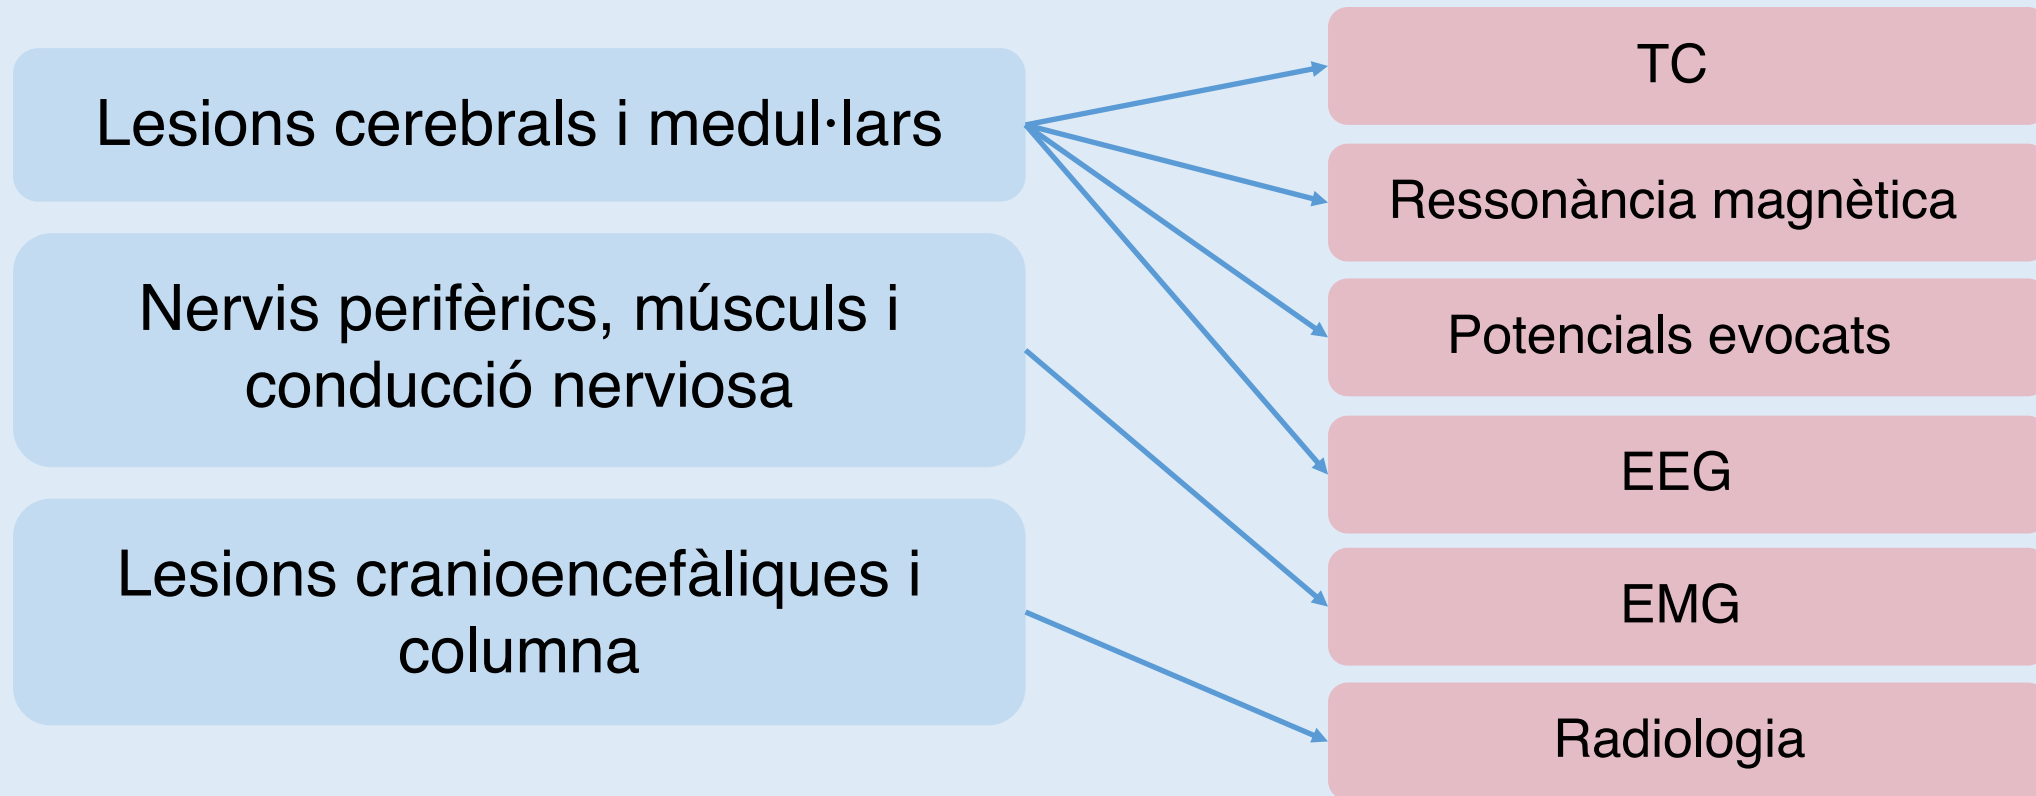 Lesions cerebrals i medul·lars
Nervis perifèrics, músculs i
conducció nerviosa
Lesions cranioencefàliques i
columna
TC
Ressonància magnètica
Potencials evocats
EEG
EMG
Radiologia